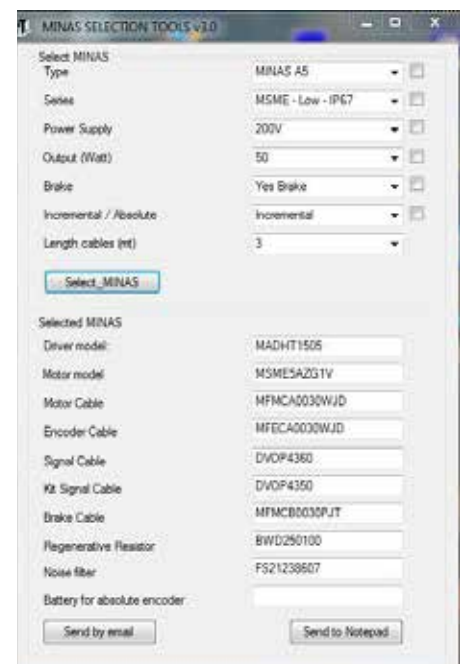 MINAS SELECTION TOOLS v3.0
Select MINAS
Type MINAS A5
Series MSME - Low - IP67
Power Supply 200V
Output (Watt) 50
Brake Yes Brake
Incremental / Absolute Incremental
Length cables (mt) 3
Select_MINAS
Selected MINAS
Driver model: MADHT1505
Motor model MSME5AZG1V
Motor Cable MFMCA0030WJD
Encoder Cable MFECA0030WJD
Signal Cable DVOP4360
Kit Signal Cable DVOP4350
Brake Cable MFMCB0030PJT
Regenerative Resistor BWD250100
Noise filter FS21238607
Battery for absolute encoder
Send by email Send to Notepad